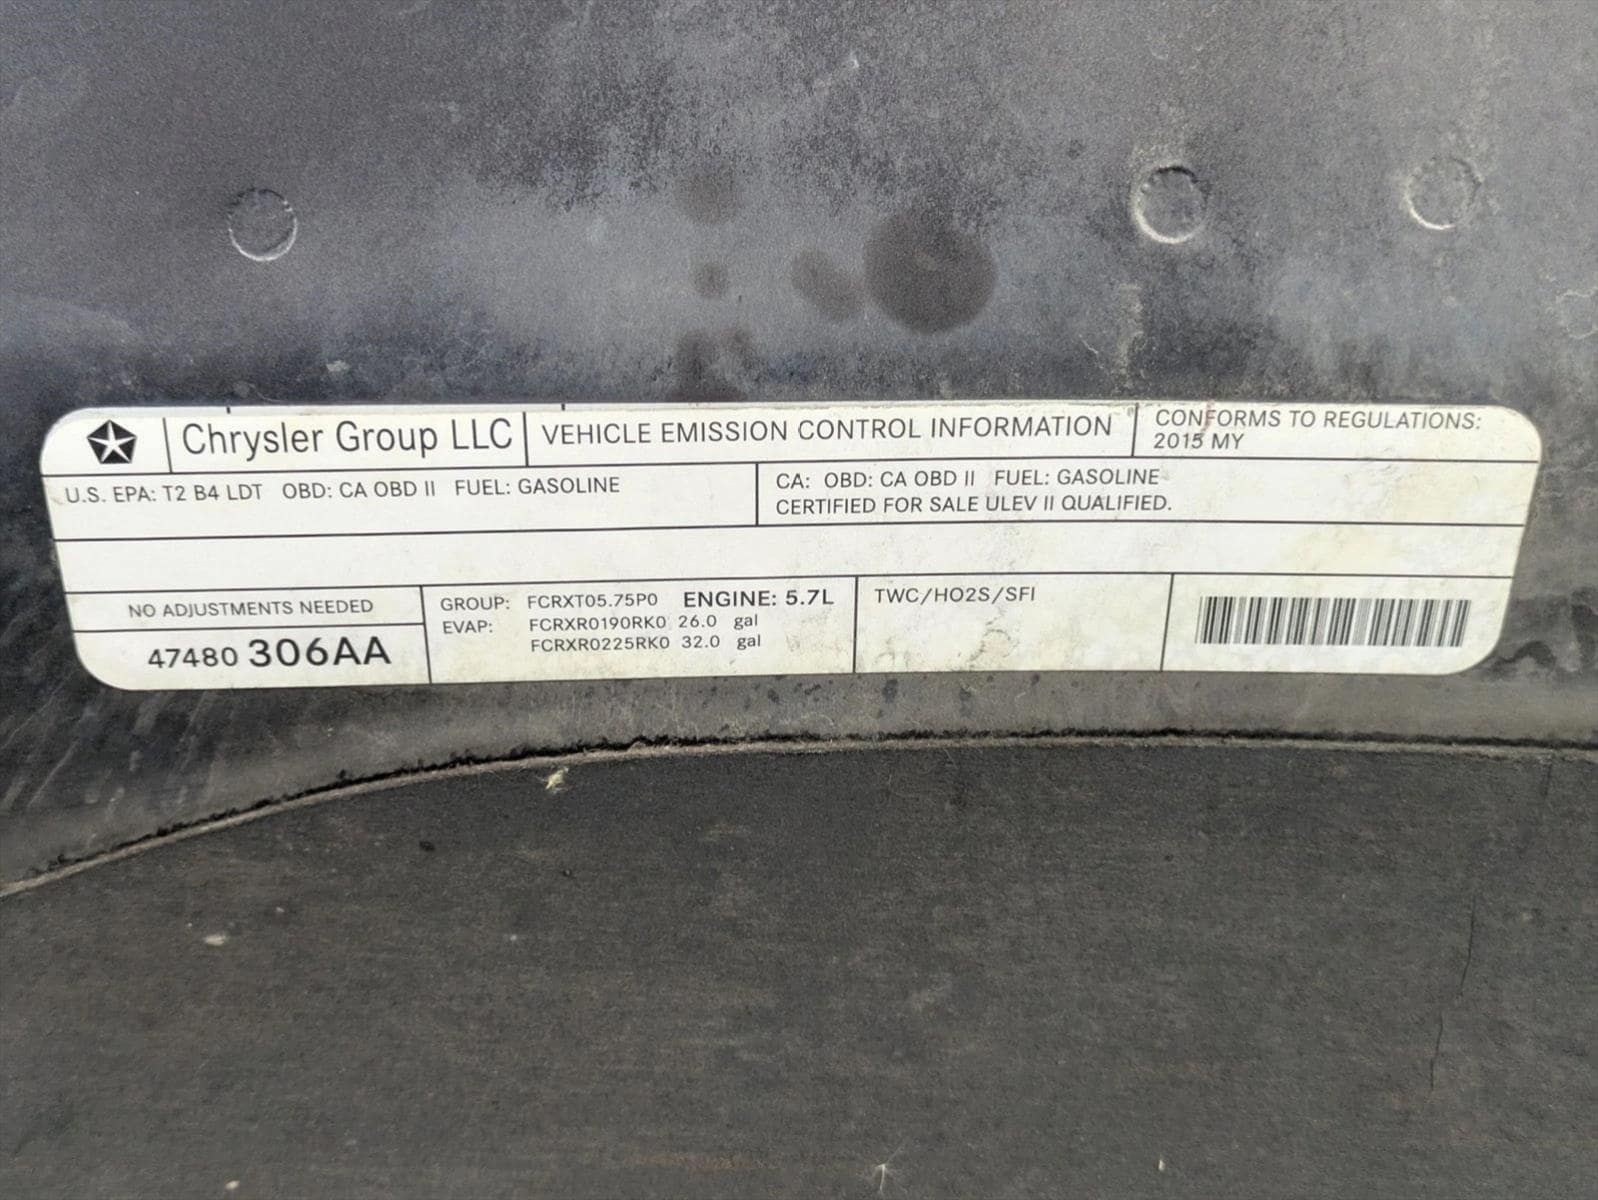 Chrysler Group LLC
VEHICLE EMISSION CONTROL INFORMATION
CONFORMS TO REGULATIONS:
2015 MY
U.S. EPA: T2 B4 LDT OBD: CA OBD II FUEL: GASOLINE
CA: OBD: CA OBD II FUEL: GASOLINE
CERTIFIED FOR SALE ULEV II QUALIFIED.
NO ADJUSTMENTS NEEDED
47480 306AA
GROUP: FCRXT05.75P0 ENGINE: 5.7L
EVAP: FCRXR0190RK0 26.0 gal
FCRXR0225RK0 32.0 gal
TWC/HO2S/SFI